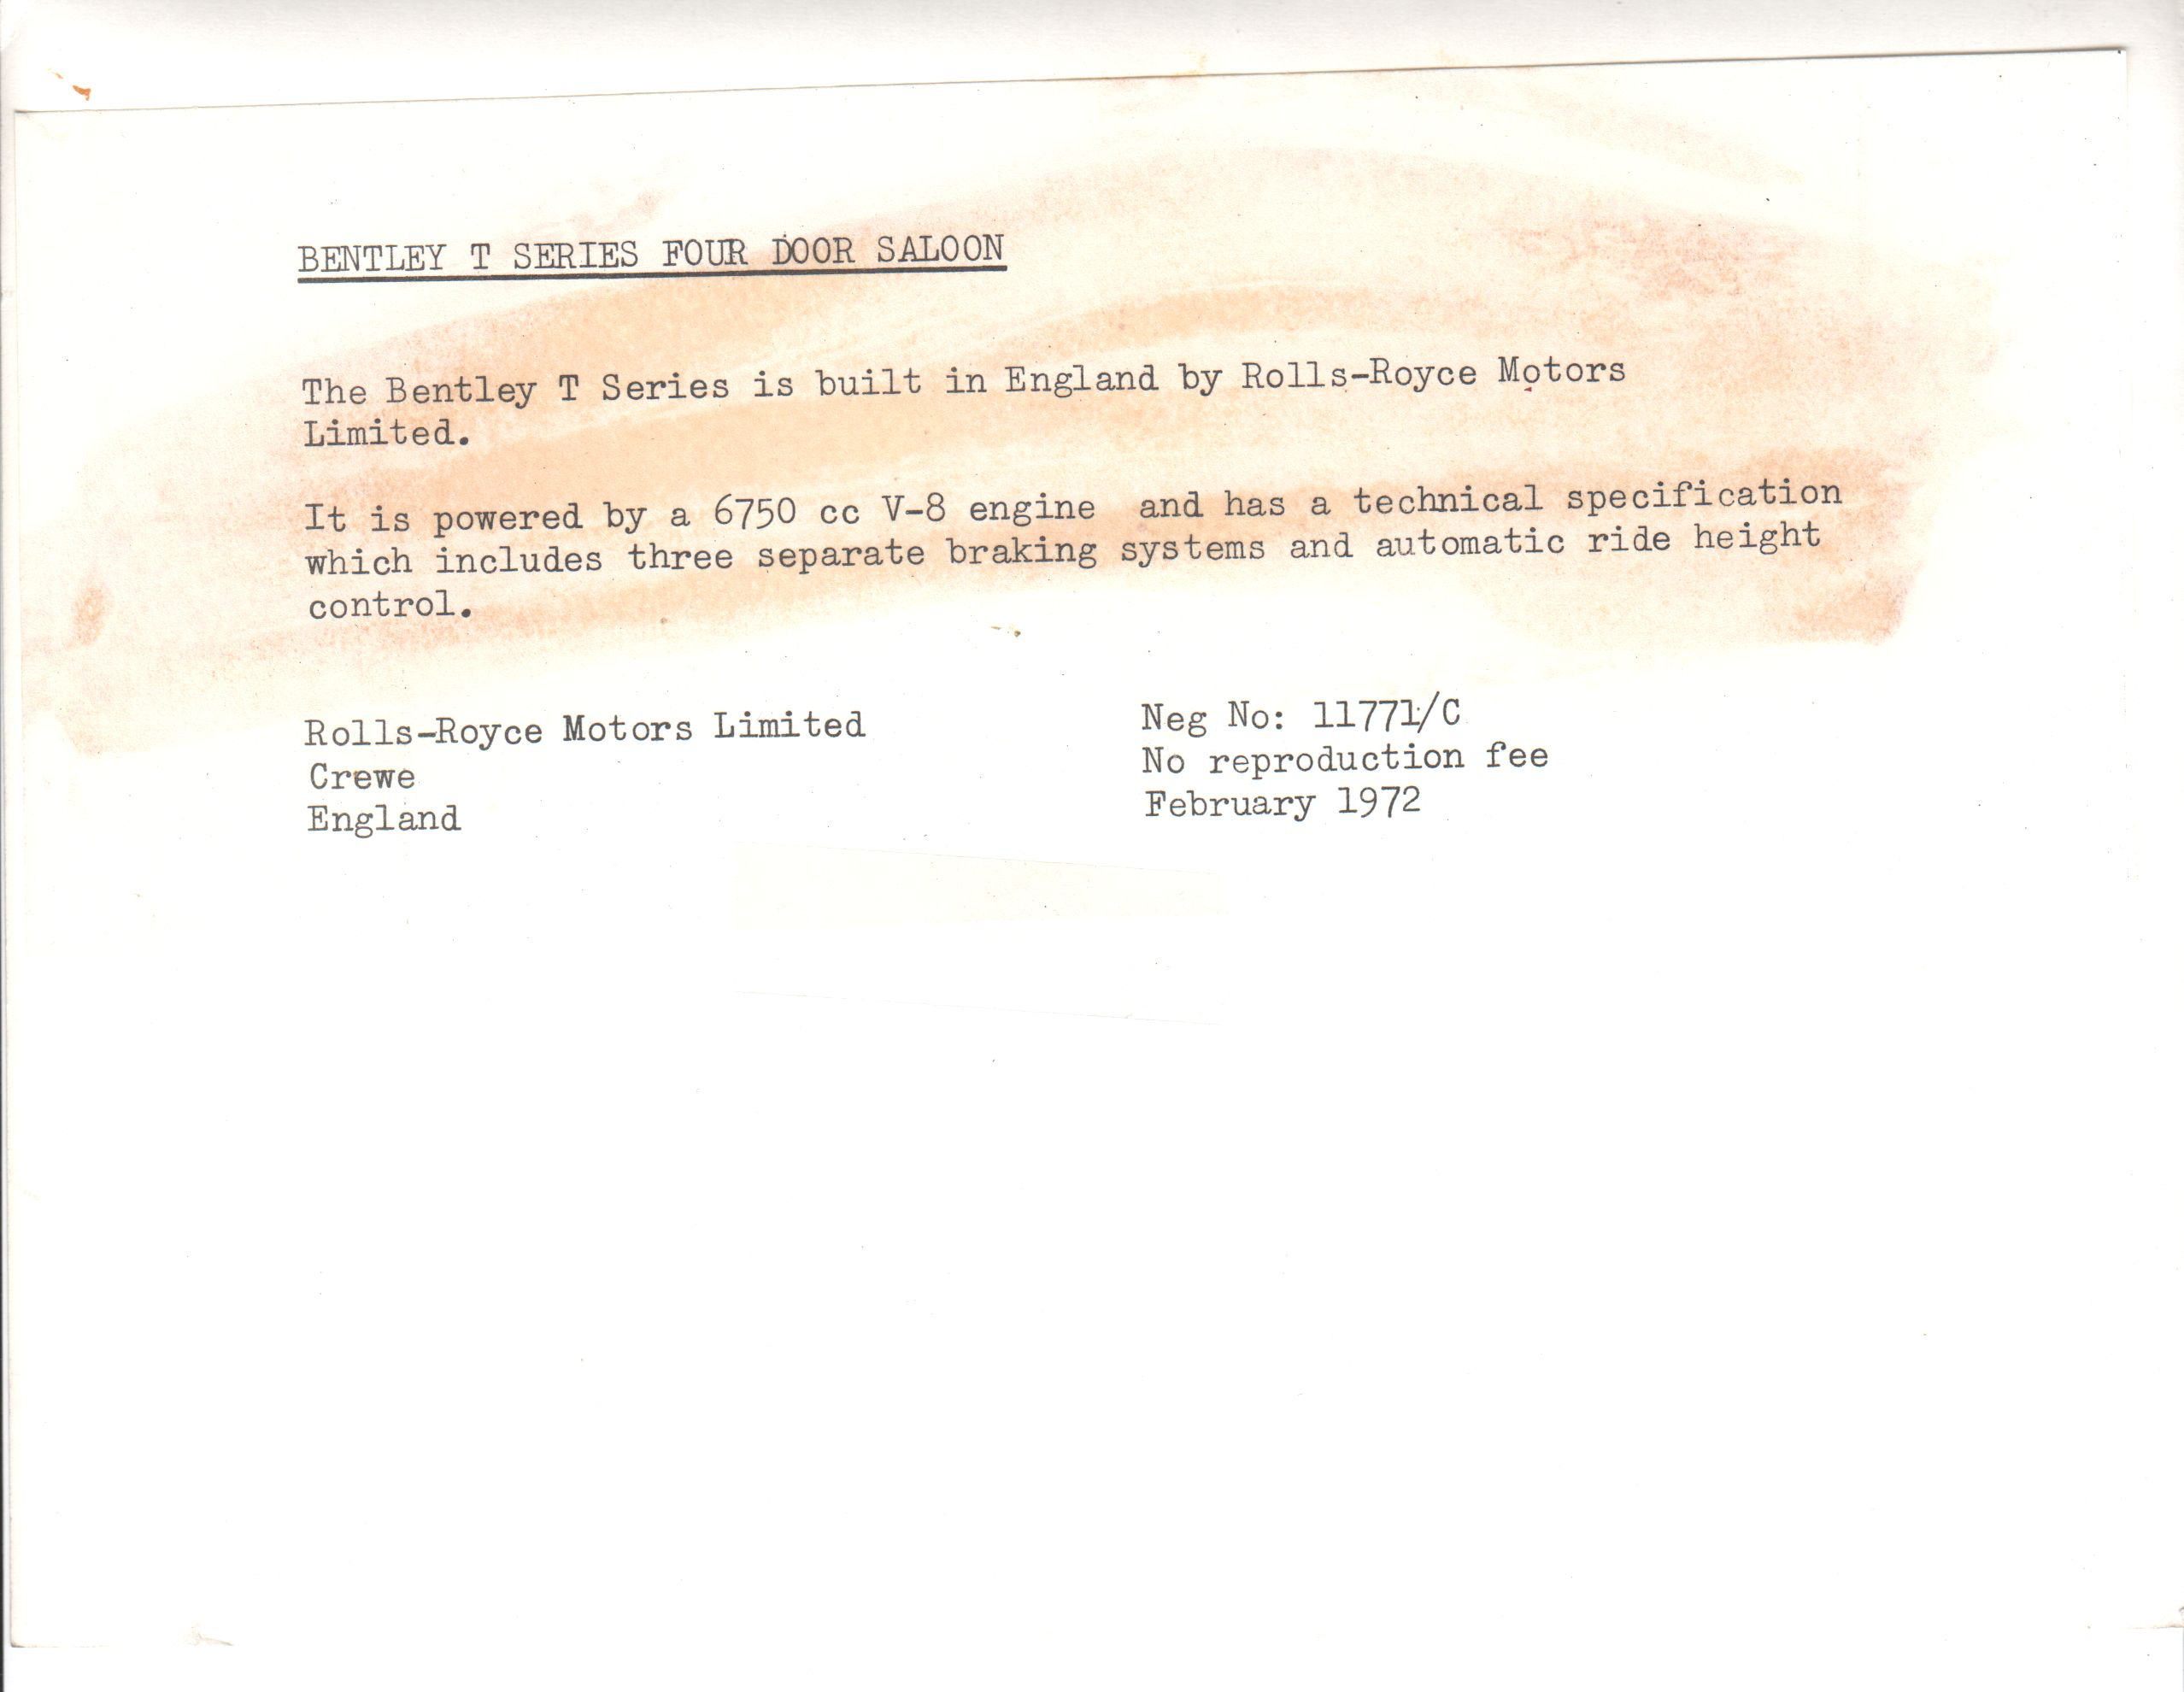 BENTLEY T SERIES FOUR DOOR SALOON
The Bentley T Series is built in England by Rolls-Royce Motors
Limited.
It is powered by a 6750 cc V-8 engine and has a technical specification
which includes three separate braking systems and automatic ride height
control.
Rolls-Royce Motors Limited
Crewe
England
Neg No: 11771/C
No reproduction fee
February 1972